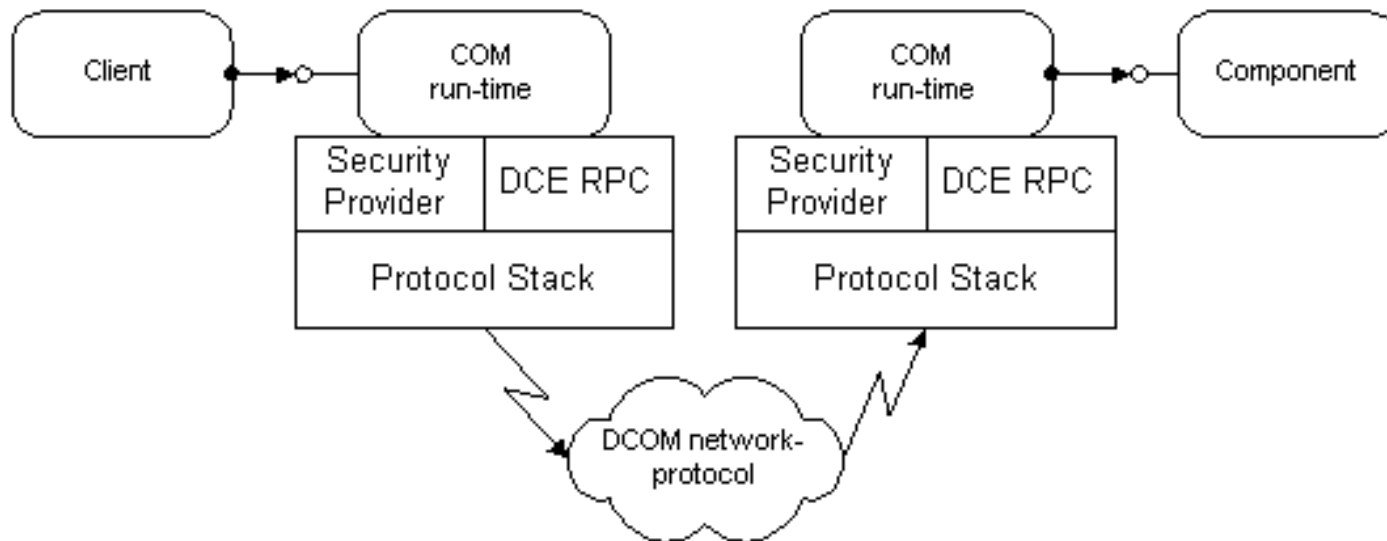 Client
COM
run-time
COM
run-time
Component
Security
Provider
DCE RPC
Security
Provider
DCE RPC
Protocol Stack
Protocol Stack
DCOM network-
protocol